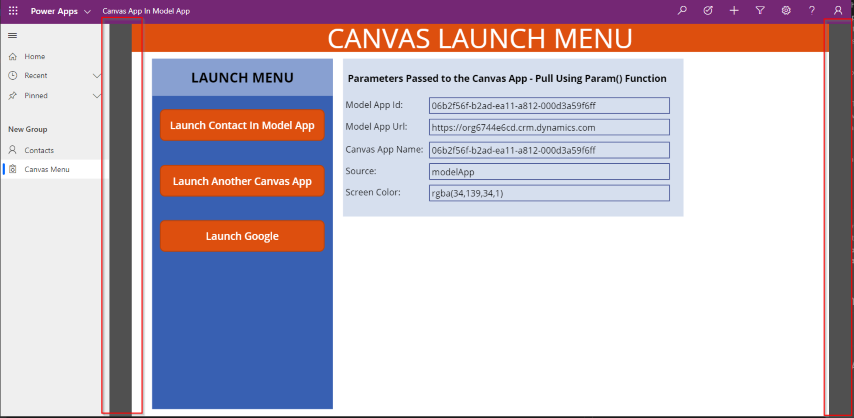 Power Apps
Canvas App In Model App
?
Home
Recent
Pinned
New Group
Contacts
Canvas Menu
CANVAS LAUNCH MENU
LAUNCH MENU
Launch Contact In Model App
Launch Another Canvas App
Launch Google
Parameters Passed to the Canvas App - Pull Using Param() Function
Model App Id: 06b2f56f-b2ad-ea11-a812-000d3a59f6ff
Model App Url: https://org6744e6cd.crm.dynamics.com
Canvas App Name: 06b2f56f-b2ad-ea11-a812-000d3a59f6ff
Source: modelApp
Screen Color: rgba(34,139,34,1)